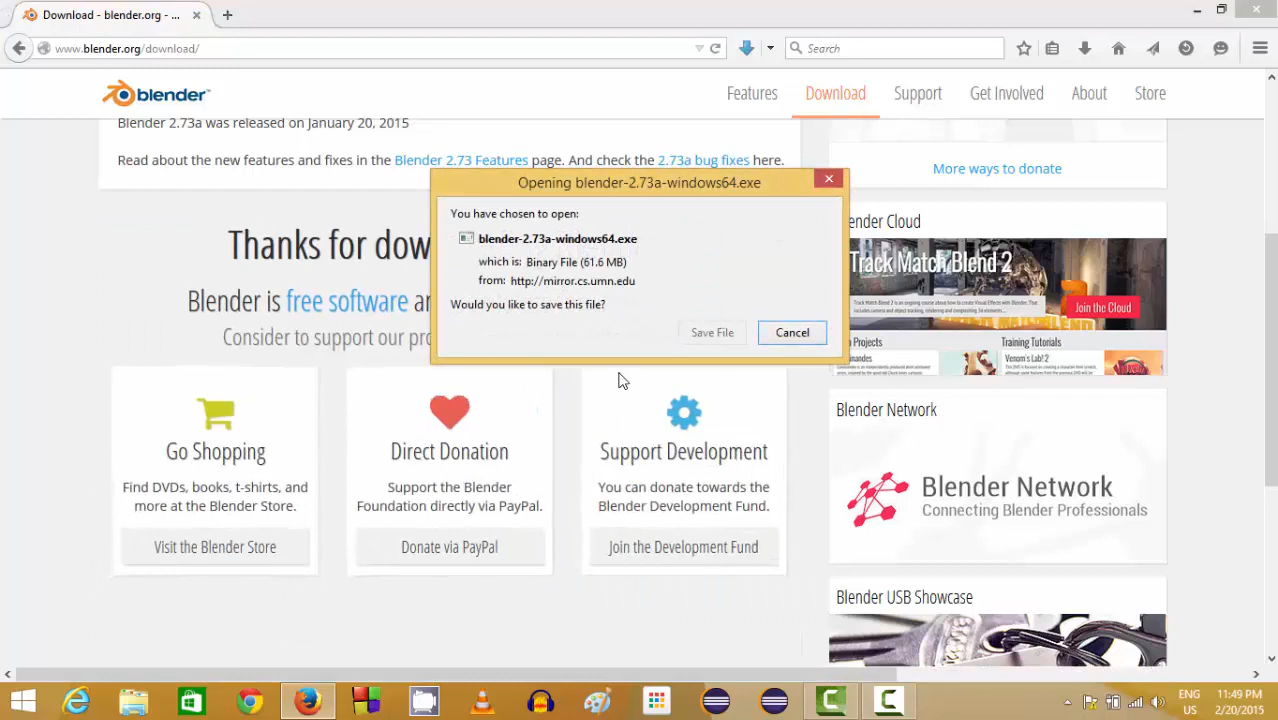 Download - blender.org - ...
www.blender.org/download/
Search
blender
Features
Download
Support
Get Involved
About
Store
Blender 2.73a was released on January 20, 2015
Read about the new features and fixes in the Blender 2.73 Features page. And check the 2.73a bug fixes here.
More ways to donate
Opening blender-2.73a-windows64.exe
You have chosen to open:
blender-2.73a-windows64.exe
which is: Binary File (61.6 MB)
from: http://mirror.cs.umn.edu
Would you like to save this file?
Save File
Cancel
Thanks for dow
Blender is free software an
Consider to support our pro
Go Shopping
Find DVDs, books, t-shirts, and
more at the Blender Store.
Visit the Blender Store
Direct Donation
Support the Blender
Foundation directly via PayPal.
Donate via PayPal
Support Development
You can donate towards the
Blender Development Fund.
Join the Development Fund
ender Cloud
Track Match Blend 2
Join the Cloud
Projects
Training Tutorials
Venom's Lab! 2
Blender Network
Blender Network
Connecting Blender Professionals
Blender USB Showcase
ENG
US
11:49 PM
2/20/2015